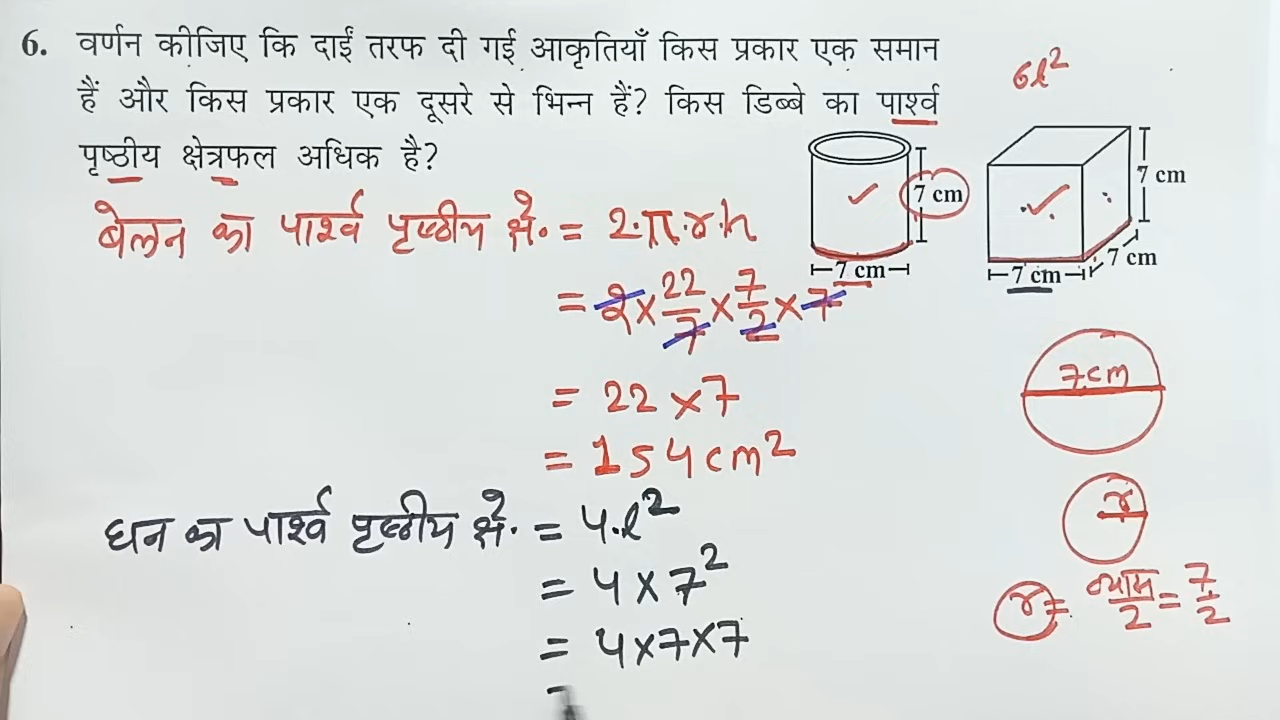 6. वर्णन कीजिए कि दाईं तरफ दी गई आकृतियाँ किस प्रकार एक समान
हैं और किस प्रकार एक दूसरे से भिन्न हैं? किस डिब्बे का पार्श्व
पृष्ठीय क्षेत्रफल अधिक है?
6l²
7 cm
7 cm
7 cm
7 cm
7 cm
बेलन का पार्श्व पृष्ठीय क्षे. = 2.π.r.h
= 2 × 22/7 × 7/2 × 7
= 22 × 7
= 154 cm²
7cm
घन का पार्श्व पृष्ठीय क्षे. = 4.l²
r
= 4 × 7²
r = व्यास/2 = 7/2
= 4×7×7
=